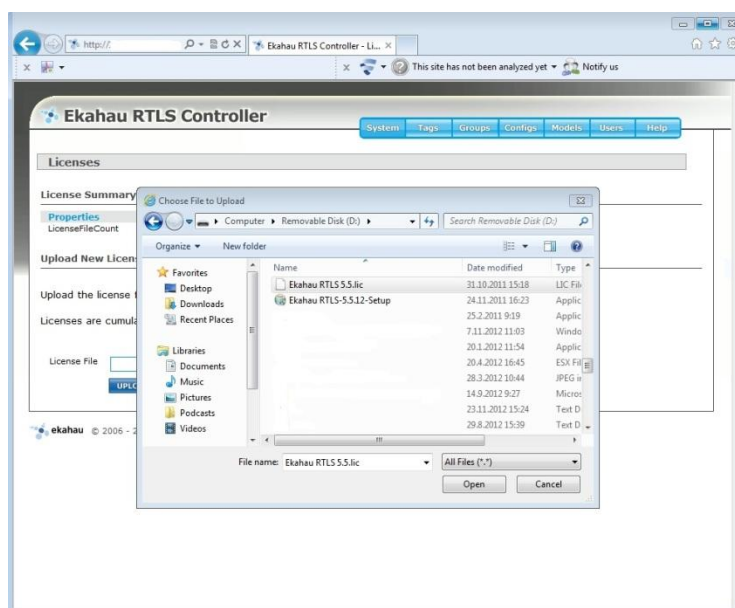 http://
Ekahau RTLS Controller - Li...
This site has not been analyzed yet
Notify us
Ekahau RTLS Controller
System Tags Groups Configs Models Users Help
Licenses
License Summary
Properties
LicenseFileCount
Upload New Licen
Upload the license f
Licenses are cumula
License File
UPLO
ekahau © 2006 - 2
Choose File to Upload
Computer Removable Disk (D:)
Search Removable Disk (D:)
Organize New folder
Favorites
Desktop
Downloads
Recent Places
Libraries
Documents
Music
Pictures
Podcasts
Videos
Name Date modified Type
Ekahau RTLS 5.5.lic 31.10.2011 15:18 LIC File
Ekahau RTLS-5.5.12-Setup 24.11.2011 16:23 Applic
25.2.2011 9:19 Applic
7.11.2012 11:03 Windo
20.1.2012 11:54 Applic
20.4.2012 16:45 ESX Fil
28.3.2012 10:44 JPEG i
14.9.2012 9:27 Micros
23.11.2012 15:24 Text D
29.8.2012 15:39 Text D
File name: Ekahau RTLS 5.5.lic All Files (*.*)
Open Cancel